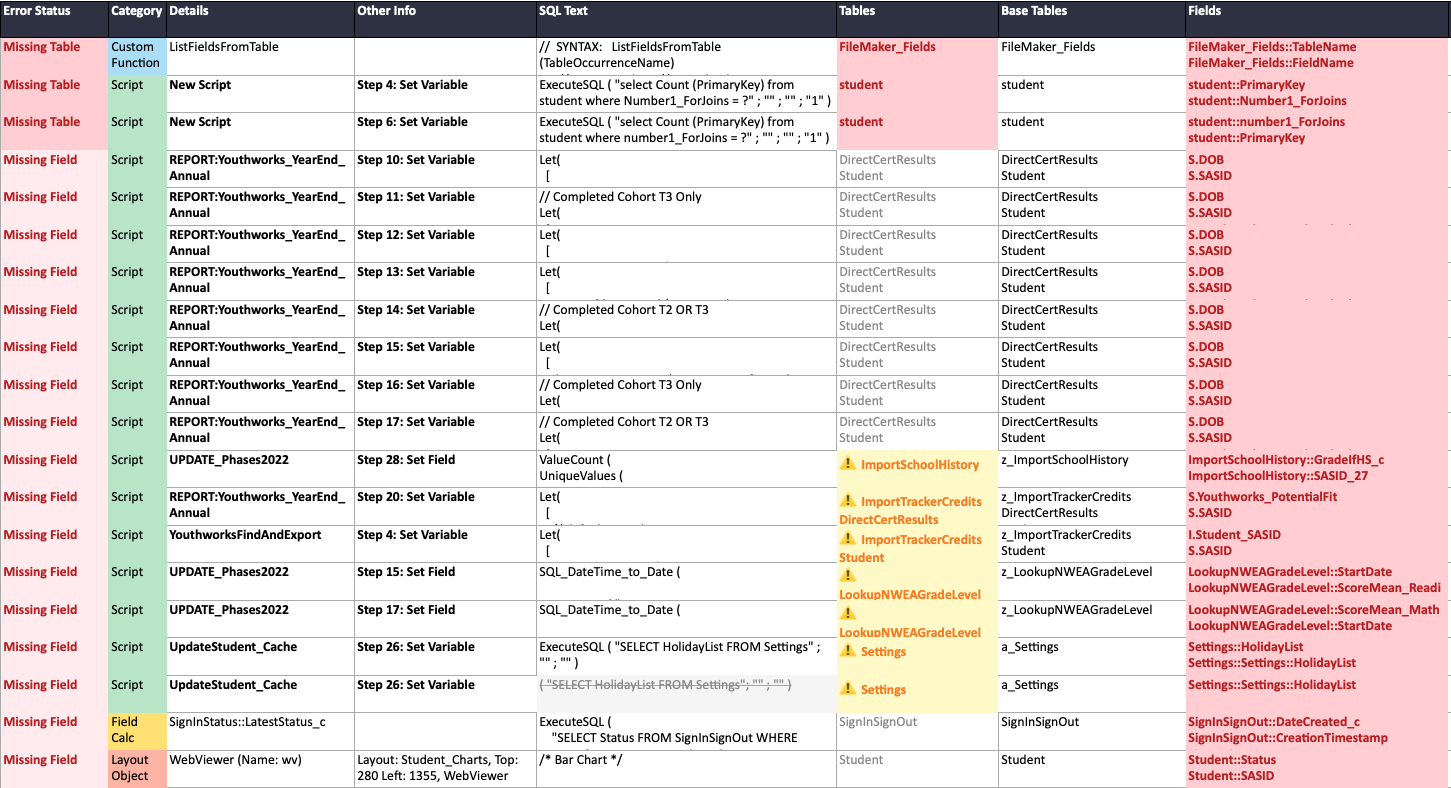 Error Status Category Details Other Info SQL Text Tables Base Tables Fields
Missing Table Custom ListFieldsFromTable // SYNTAX: ListFieldsFromTable FileMaker_Fields FileMaker_Fields FileMaker_Fields::TableName
Function (TableOccurrenceName) FileMaker_Fields::FieldName
Missing Table Script New Script Step 4: Set Variable ExecuteSQL ( "select Count (PrimaryKey) from student student student::PrimaryKey
student where Number1_ForJoins = ?" ; "" ; "" ; "1" ) student::Number1_ForJoins
Missing Table Script New Script Step 6: Set Variable ExecuteSQL ( "select Count (PrimaryKey) from student student student::number1_ForJoins
student where number1_ForJoins = ?" ; "" ; "" ; "1" ) student::PrimaryKey
Missing Field Script REPORT:Youthworks_YearEnd_ Step 10: Set Variable Let( DirectCertResults DirectCertResults S.DOB
Annual [ Student Student S.SASID
Missing Field Script REPORT:Youthworks_YearEnd_ Step 11: Set Variable // Completed Cohort T3 Only DirectCertResults DirectCertResults S.DOB
Annual Let( Student Student S.SASID
Missing Field Script REPORT:Youthworks_YearEnd_ Step 12: Set Variable Let( DirectCertResults DirectCertResults S.DOB
Annual [ Student Student S.SASID
Missing Field Script REPORT:Youthworks_YearEnd_ Step 13: Set Variable Let( DirectCertResults DirectCertResults S.DOB
Annual [ Student Student S.SASID
Missing Field Script REPORT:Youthworks_YearEnd_ Step 14: Set Variable // Completed Cohort T2 OR T3 DirectCertResults DirectCertResults S.DOB
Annual Let( Student Student S.SASID
Missing Field Script REPORT:Youthworks_YearEnd_ Step 15: Set Variable Let( DirectCertResults DirectCertResults S.DOB
Annual [ Student Student S.SASID
Missing Field Script REPORT:Youthworks_YearEnd_ Step 16: Set Variable // Completed Cohort T3 Only DirectCertResults DirectCertResults S.DOB
Annual Let( Student Student S.SASID
Missing Field Script REPORT:Youthworks_YearEnd_ Step 17: Set Variable // Completed Cohort T2 OR T3 DirectCertResults DirectCertResults S.DOB
Annual Let( Student Student S.SASID
Missing Field Script UPDATE_Phases2022 Step 28: Set Field ValueCount ( ImportSchoolHistory z_ImportSchoolHistory ImportSchoolHistory::GradeIfHS_c
UniqueValues ( ImportSchoolHistory::SASID_27
Missing Field Script REPORT:Youthworks_YearEnd_ Step 20: Set Variable Let( ImportTrackerCredits z_ImportTrackerCredits S.Youthworks_PotentialFit
Annual [ DirectCertResults DirectCertResults S.SASID
Missing Field Script YouthworksFindAndExport Step 4: Set Variable Let( ImportTrackerCredits z_ImportTrackerCredits I.Student_SASID
[ Student Student S.SASID
Missing Field Script UPDATE_Phases2022 Step 15: Set Field SQL_DateTime_to_Date ( z_LookupNWEAGradeLevel LookupNWEAGradeLevel::StartDate
LookupNWEAGradeLevel LookupNWEAGradeLevel::ScoreMean_Readi
Missing Field Script UPDATE_Phases2022 Step 17: Set Field SQL_DateTime_to_Date ( z_LookupNWEAGradeLevel LookupNWEAGradeLevel::ScoreMean_Math
LookupNWEAGradeLevel LookupNWEAGradeLevel::StartDate
Missing Field Script UpdateStudent_Cache Step 26: Set Variable ExecuteSQL ( "SELECT HolidayList FROM Settings" ; Settings a_Settings Settings::HolidayList
"" ; "" ) Settings::Settings::HolidayList
Missing Field Script UpdateStudent_Cache Step 26: Set Variable ( "SELECT HolidayList FROM Settings"; "" ; "" ) Settings a_Settings Settings::Settings::HolidayList
Missing Field Field SignInStatus::LatestStatus_c ExecuteSQL ( SignInSignOut SignInSignOut SignInSignOut::DateCreated_c
Calc "SELECT Status FROM SignInSignOut WHERE SignInSignOut::CreationTimestamp
Missing Field Layout WebViewer (Name: wv) Layout: Student_Charts, Top: /* Bar Chart */ Student Student Student::Status
Object 280 Left: 1355, WebViewer Student::SASID